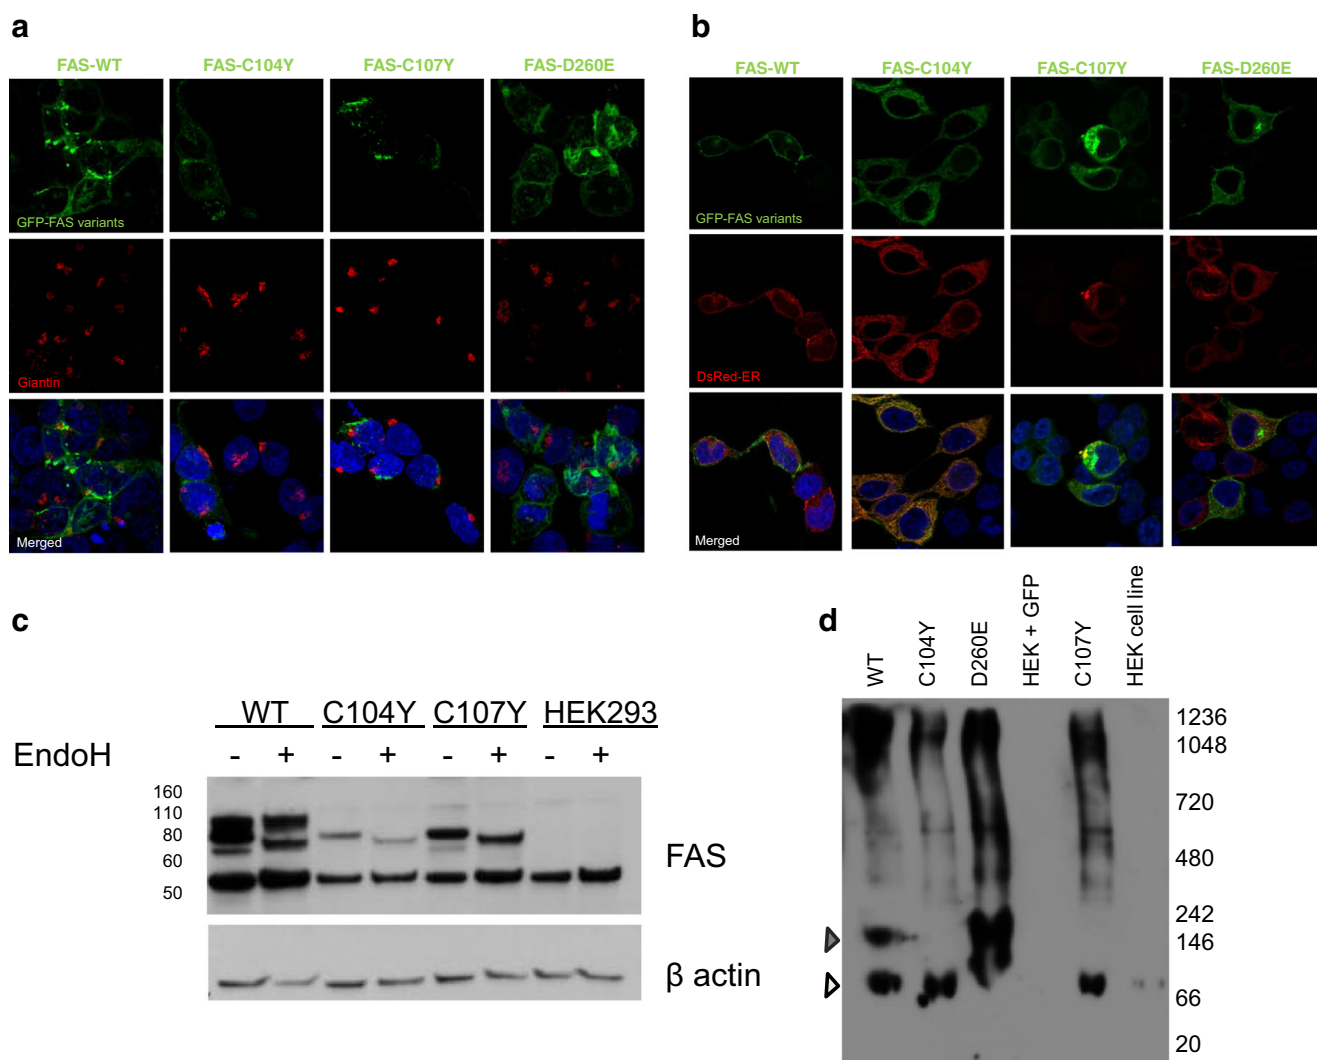 a
FAS-WT FAS-C104Y FAS-C107Y FAS-D260E
GFP-FAS variants
Giantin
Merged
b
FAS-WT FAS-C104Y FAS-C107Y FAS-D260E
GFP-FAS variants
DsRed-ER
Merged
c
WT C104Y C107Y HEK293
EndoH - + - + - + - +
160
110
80
60
50
FAS
β actin
d
WT C104Y D260E HEK + GFP C107Y HEK cell line
1236
1048
720
480
242
146
66
20